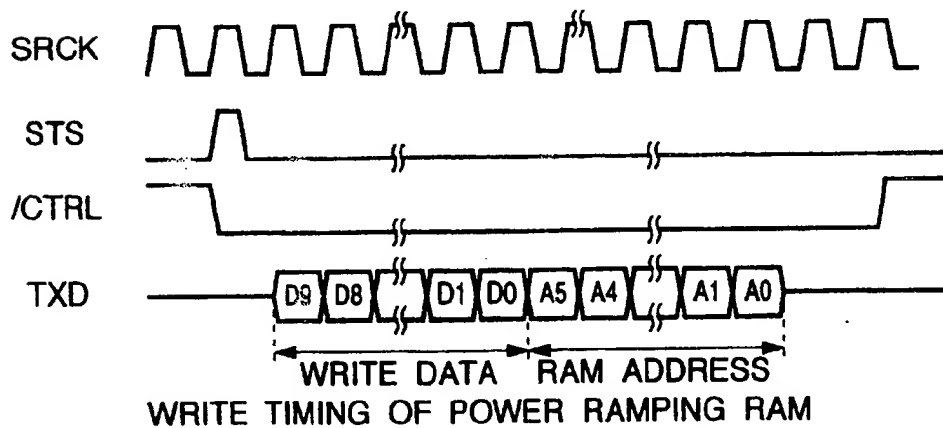 SRCK
STS
/CTRL
TXD D9 D8 D1 D0 A5 A4 A1 A0
WRITE DATA RAM ADDRESS
WRITE TIMING OF POWER RAMPING RAM